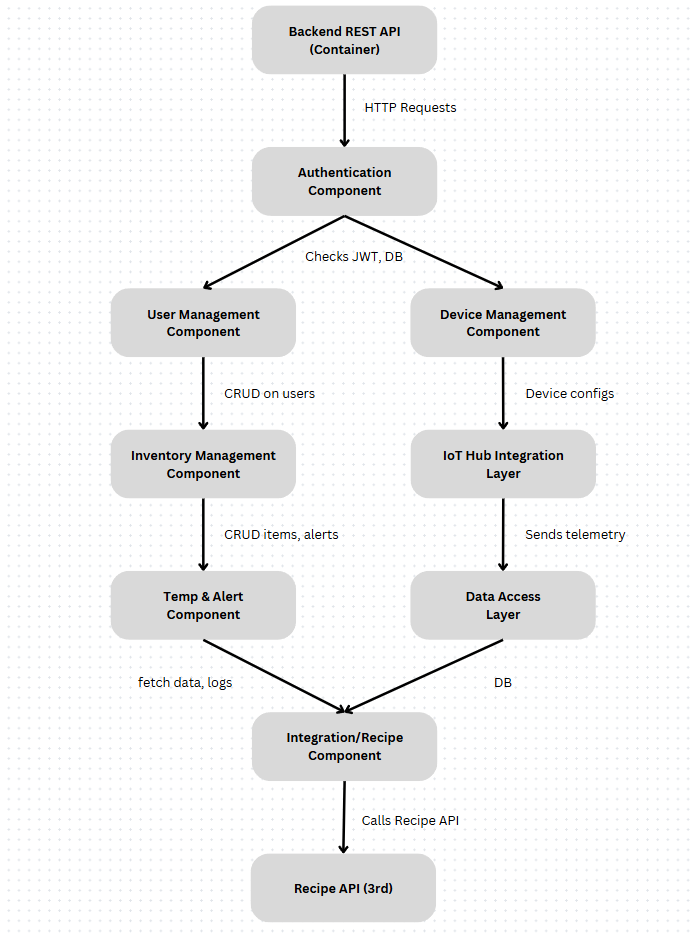 Backend REST API
(Container)
HTTP Requests
Authentication
Component
Checks JWT, DB
User Management
Component
Device Management
Component
CRUD on users
Device configs
Inventory Management
Component
IoT Hub Integration
Layer
CRUD items, alerts
Sends telemetry
Temp & Alert
Component
Data Access
Layer
fetch data, logs
DB
Integration/Recipe
Component
Calls Recipe API
Recipe API (3rd)